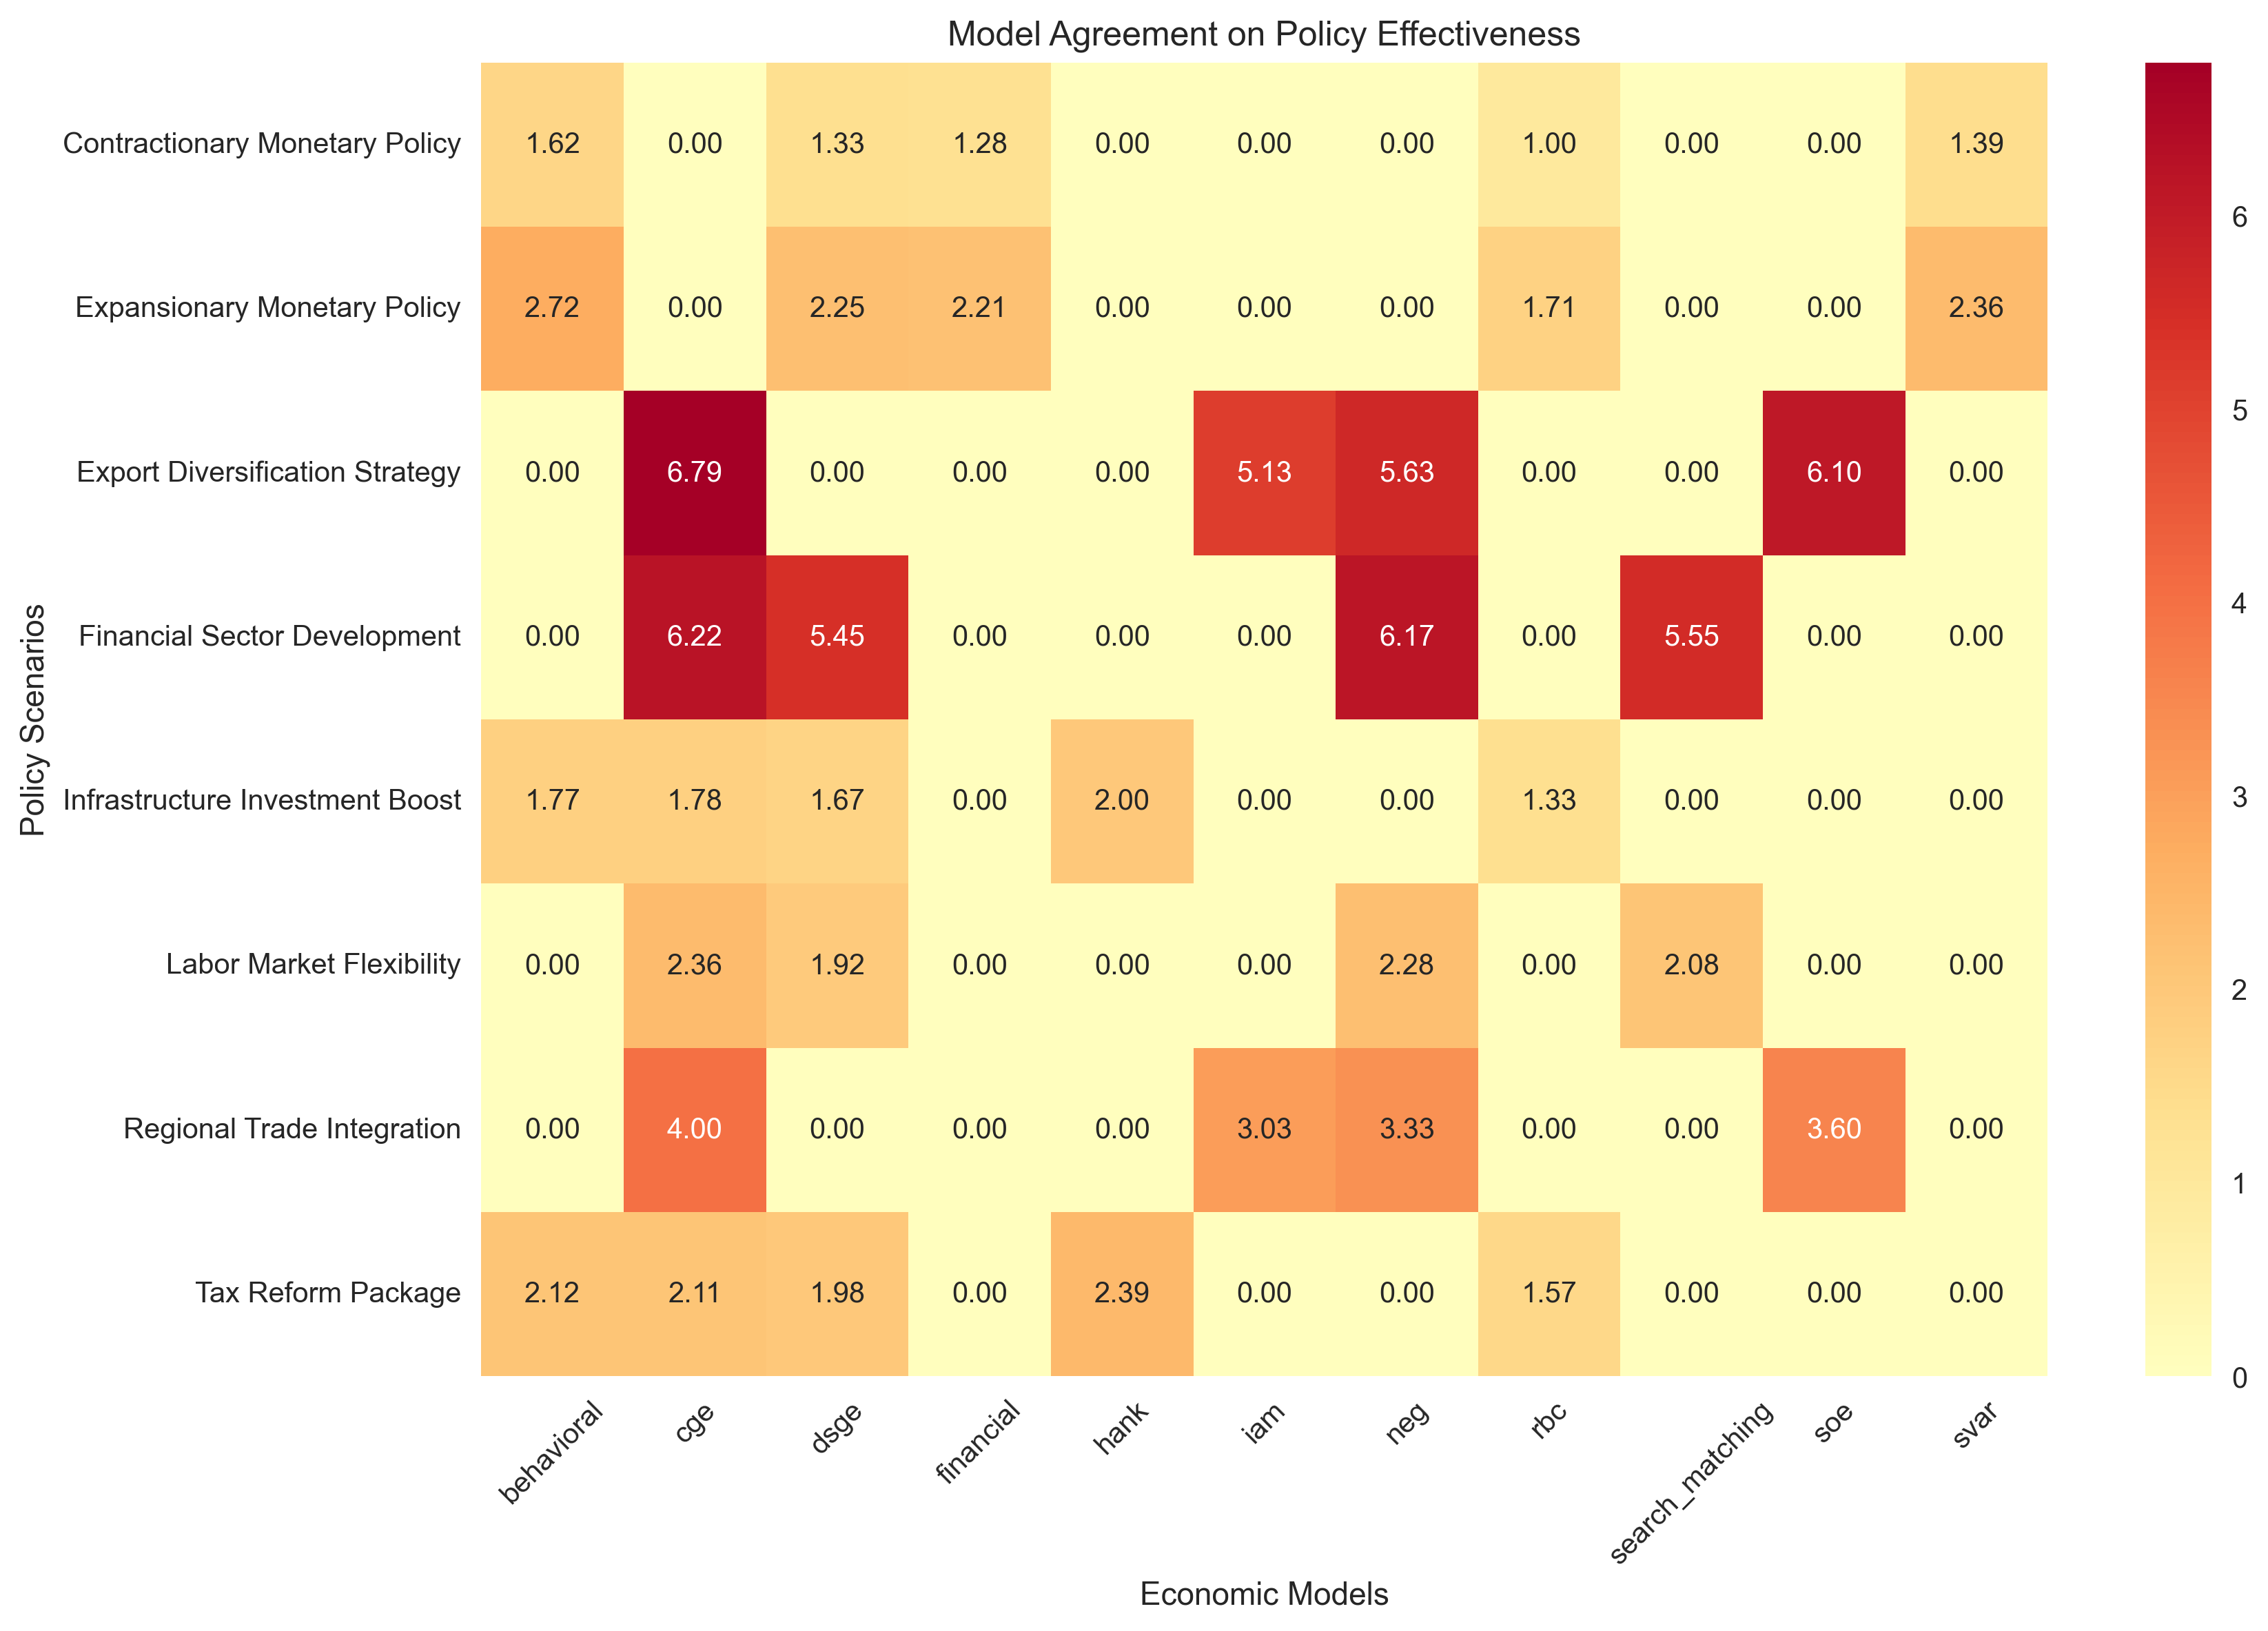 Model Agreement on Policy Effectiveness
Contractionary Monetary Policy 1.62 0.00 1.33 1.28 0.00 0.00 0.00 1.00 0.00 0.00 1.39
Expansionary Monetary Policy 2.72 0.00 2.25 2.21 0.00 0.00 0.00 1.71 0.00 0.00 2.36
Export Diversification Strategy 0.00 6.79 0.00 0.00 0.00 5.13 5.63 0.00 0.00 6.10 0.00
Financial Sector Development 0.00 6.22 5.45 0.00 0.00 0.00 6.17 0.00 5.55 0.00 0.00
Infrastructure Investment Boost 1.77 1.78 1.67 0.00 2.00 0.00 0.00 1.33 0.00 0.00 0.00
Labor Market Flexibility 0.00 2.36 1.92 0.00 0.00 0.00 2.28 0.00 2.08 0.00 0.00
Regional Trade Integration 0.00 4.00 0.00 0.00 0.00 3.03 3.33 0.00 0.00 3.60 0.00
Tax Reform Package 2.12 2.11 1.98 0.00 2.39 0.00 0.00 1.57 0.00 0.00 0.00
Policy Scenarios
behavioral cge dsge financial hank iam neg rbc search_matching soe svar
Economic Models
6
5
4
3
2
1
0